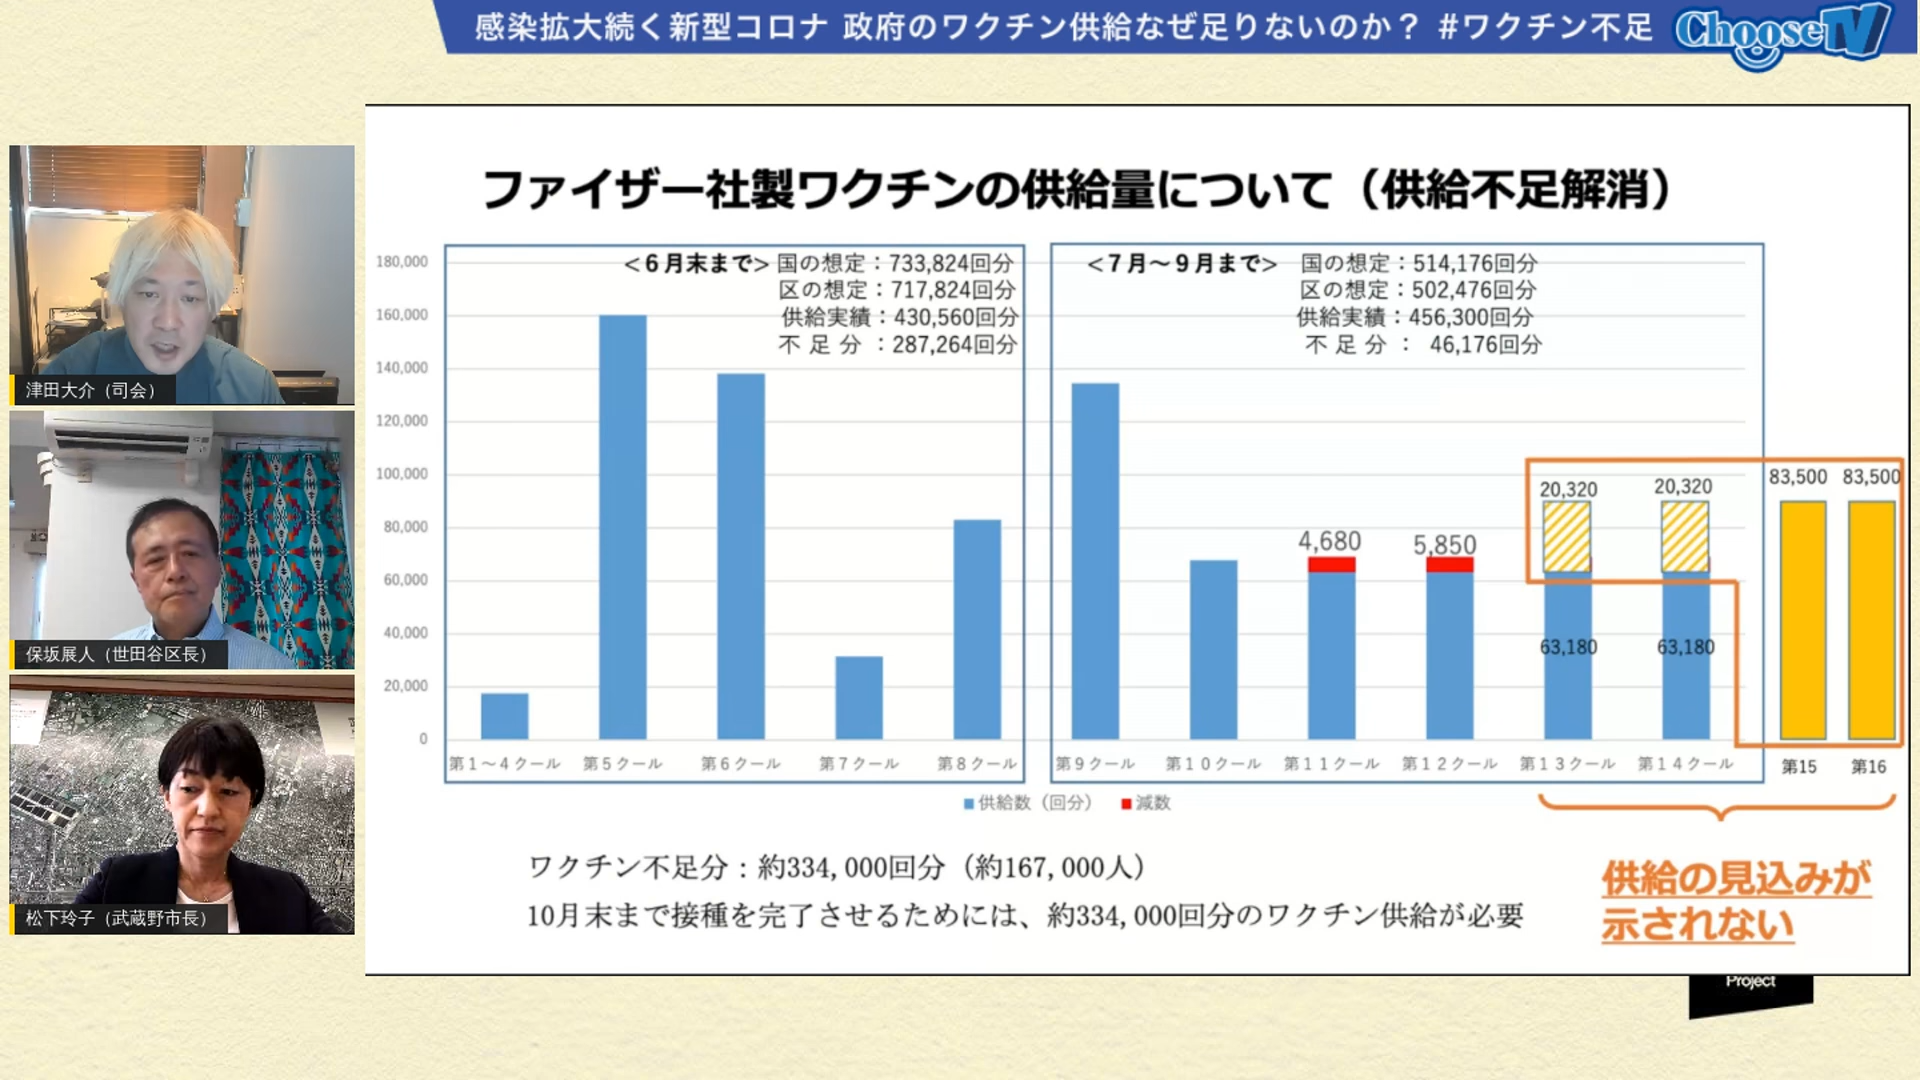 感染拡大続く新型コロナ 政府のワクチン供給なぜ足りないのか？ #ワクチン不足
ChooseTV
津田大介（司会）
保坂展人（世田谷区長）
松下玲子（武蔵野市長）
ファイザー社製ワクチンの供給量について（供給不足解消）
＜６月末まで＞ 国の想定：733,824回分
区の想定：717,824回分
供給実績：430,560回分
不 足 分 ：287,264回分
＜７月～９月まで＞ 国の想定：514,176回分
区の想定：502,476回分
供給実績：456,300回分
不 足 分 ： 46,176回分
180,000
160,000
140,000
120,000
100,000
80,000
60,000
40,000
20,000
0
4,680
5,850
20,320
20,320
83,500
83,500
63,180
63,180
第１～４クール
第５クール
第６クール
第７クール
第８クール
第９クール
第１０クール
第１１クール
第１２クール
第１３クール
第１４クール
第15
第16
供給数（回分） 減数
ワクチン不足分：約334,000回分（約167,000人）
10月末まで接種を完了させるためには、約334,000回分のワクチン供給が必要
供給の見込みが
示されない
Project